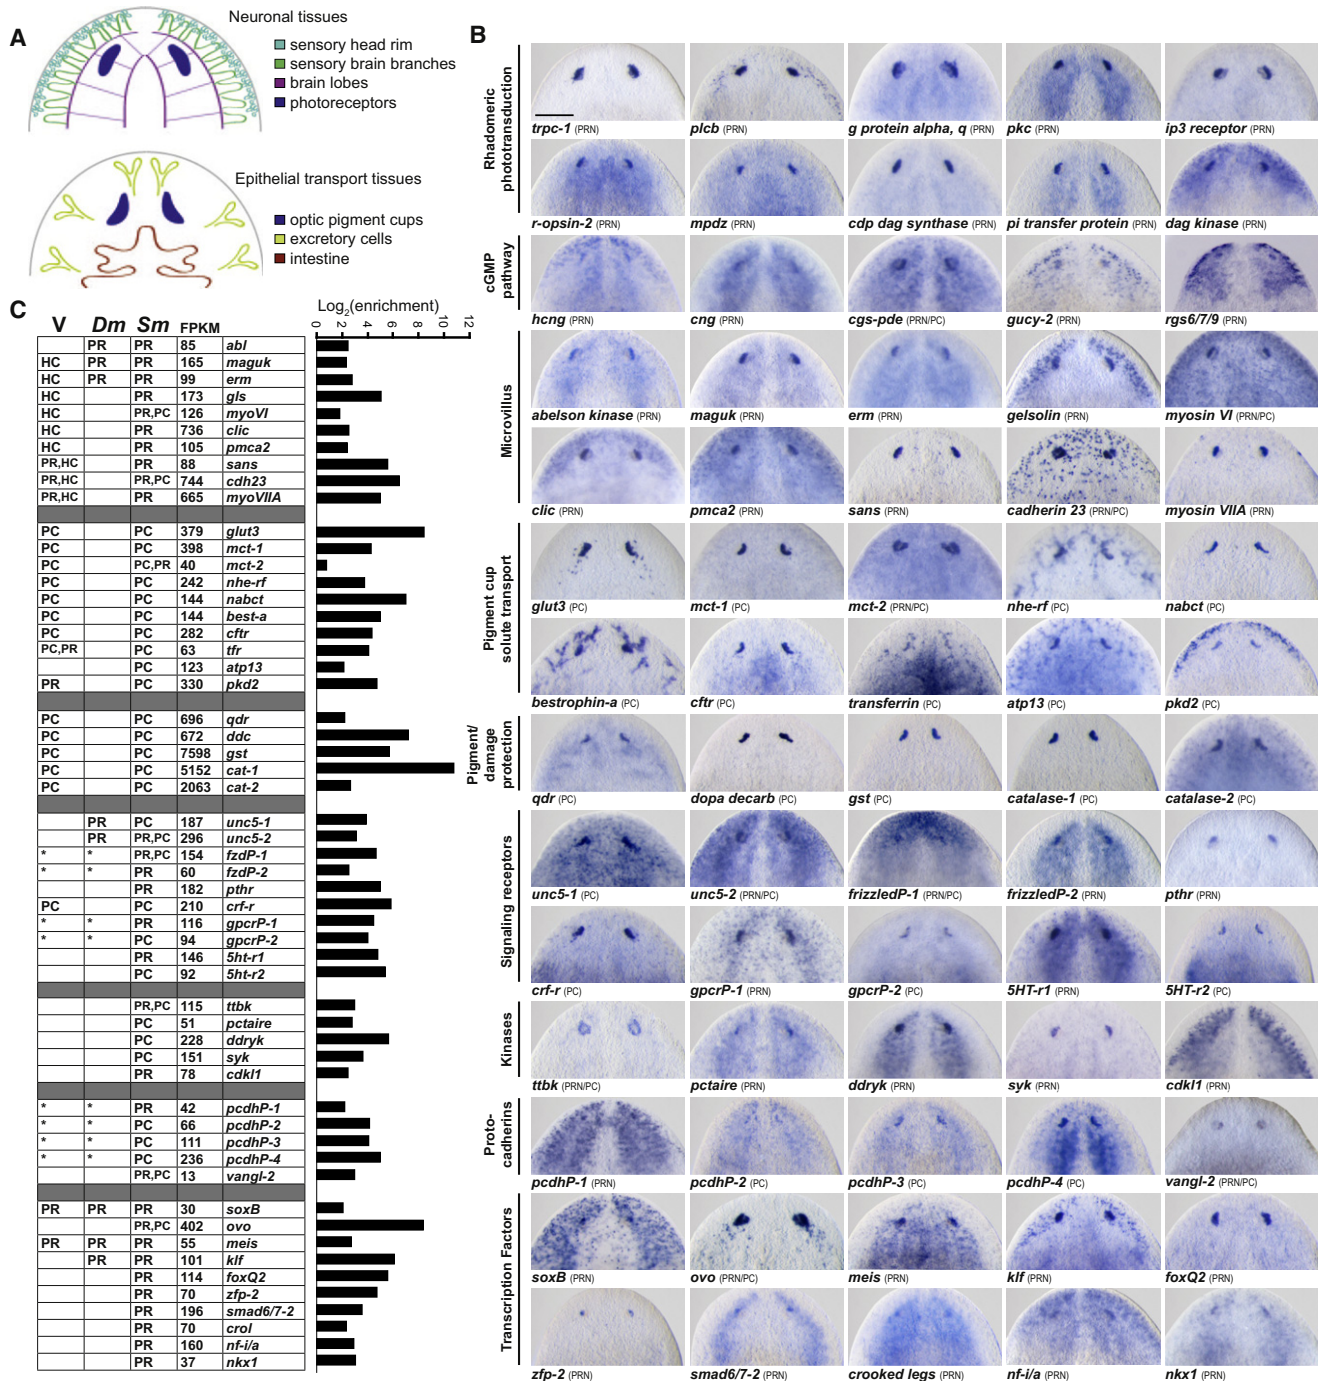 A
Neuronal tissues
sensory head rim
sensory brain branches
brain lobes
photoreceptors
Epithelial transport tissues
optic pigment cups
excretory cells
intestine
B
Rhabdomeric phototransduction
trpc-1 (PRN) plcb (PRN) g protein alpha, q (PRN) pkc (PRN) ip3 receptor (PRN)
r-opsin-2 (PRN) mpdz (PRN) cdp dag synthase (PRN) pi transfer protein (PRN) dag kinase (PRN)
cGMP pathway
hcng (PRN) cng (PRN) cgs-pde (PRN/PC) gucy-2 (PRN) rgs6/7/9 (PRN)
Microvillus
abelson kinase (PRN) maguk (PRN) erm (PRN) gelsolin (PRN) myosin VI (PRN/PC)
clic (PRN) pmca2 (PRN) sans (PRN) cadherin 23 (PRN/PC) myosin VIIA (PRN)
Pigment cup solute transport
glut3 (PC) mct-1 (PC) mct-2 (PRN/PC) nhe-rf (PC) nabct (PC)
bestrophin-a (PC) cftr (PC) transferrin (PC) atp13 (PC) pkd2 (PC)
Pigment/ damage protection
qdr (PC) dopa decarb (PC) gst (PC) catalase-1 (PC) catalase-2 (PC)
Signaling receptors
unc5-1 (PC) unc5-2 (PRN/PC) frizzledP-1 (PRN/PC) frizzledP-2 (PRN) pthr (PRN)
crf-r (PC) gpcrP-1 (PRN) gpcrP-2 (PC) 5HT-r1 (PRN) 5HT-r2 (PC)
Kinases
ttbk (PRN/PC) pctaire (PRN) ddryk (PRN) syk (PRN) cdkl1 (PRN)
Proto-cadherins
pcdhP-1 (PRN) pcdhP-2 (PC) pcdhP-3 (PC) pcdhP-4 (PC) vangl-2 (PRN/PC)
Transcription Factors
soxB (PRN) ovo (PRN/PC) meis (PRN) klf (PRN) foxQ2 (PRN)
zfp-2 (PRN) smad6/7-2 (PRN) crooked legs (PRN) nf-i/a (PRN) nkx1 (PRN)
C
Log2(enrichment)
0 2 4 6 8 10 12
V Dm Sm FPKM
PR PR 85 abl
HC PR PR 165 maguk
HC PR PR 99 erm
HC PR 173 gls
HC PR,PC 126 myoVI
HC PR 736 clic
HC PR 105 pmca2
PR,HC PR 88 sans
PR,HC PR,PC 744 cdh23
PR,HC PR 665 myoVIIA
PC PC 379 glut3
PC PC 398 mct-1
PC PC,PR 40 mct-2
PC PC 242 nhe-rf
PC PC 144 nabct
PC PC 144 best-a
PC PC 282 cftr
PC,PR PC 63 tfr
PC 123 atp13
PR PC 330 pkd2
PC PC 696 qdr
PC PC 672 ddc
PC PC 7598 gst
PC PC 5152 cat-1
PC PC 2063 cat-2
PR PC 187 unc5-1
PR PR,PC 296 unc5-2
* * PR,PC 154 fzdP-1
* * PR 60 fzdP-2
PR 182 pthr
PC PC 210 crf-r
* * PR 116 gpcrP-1
* * PC 94 gpcrP-2
PR 146 5ht-r1
PC 92 5ht-r2
PR,PC 115 ttbk
PC 51 pctaire
PC 228 ddryk
PC 151 syk
PR 78 cdkl1
* * PR 42 pcdhP-1
* * PC 66 pcdhP-2
* * PC 111 pcdhP-3
* * PC 236 pcdhP-4
PR,PC 13 vangl-2
PR PR PR 30 soxB
PR,PC 402 ovo
PR PR PR 55 meis
PR PR 101 klf
PR 114 foxQ2
PR 70 zfp-2
PR 196 smad6/7-2
PR 70 crol
PR 160 nf-i/a
PR 37 nkx1